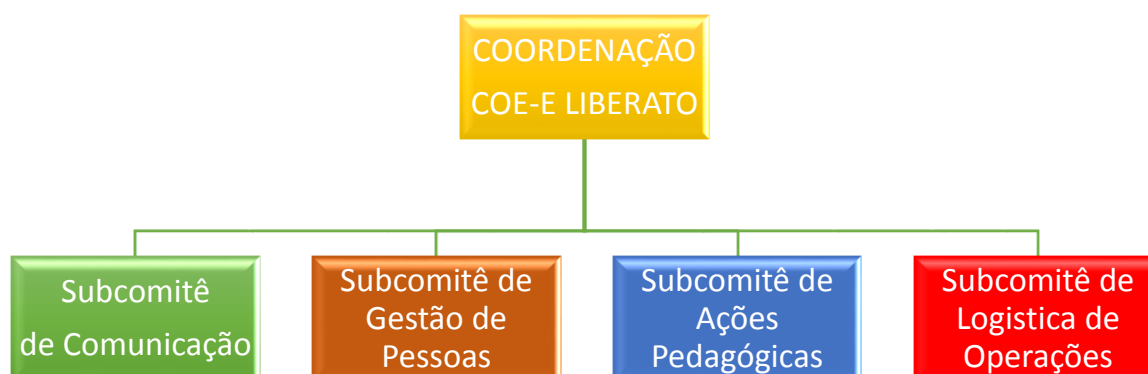 COORDENAÇÃO
COE-E LIBERATO
Subcomitê
de Comunicação
Subcomitê de
Gestão de
Pessoas
Subcomitê de
Ações
Pedagógicas
Subcomitê de
Logistica de
Operações